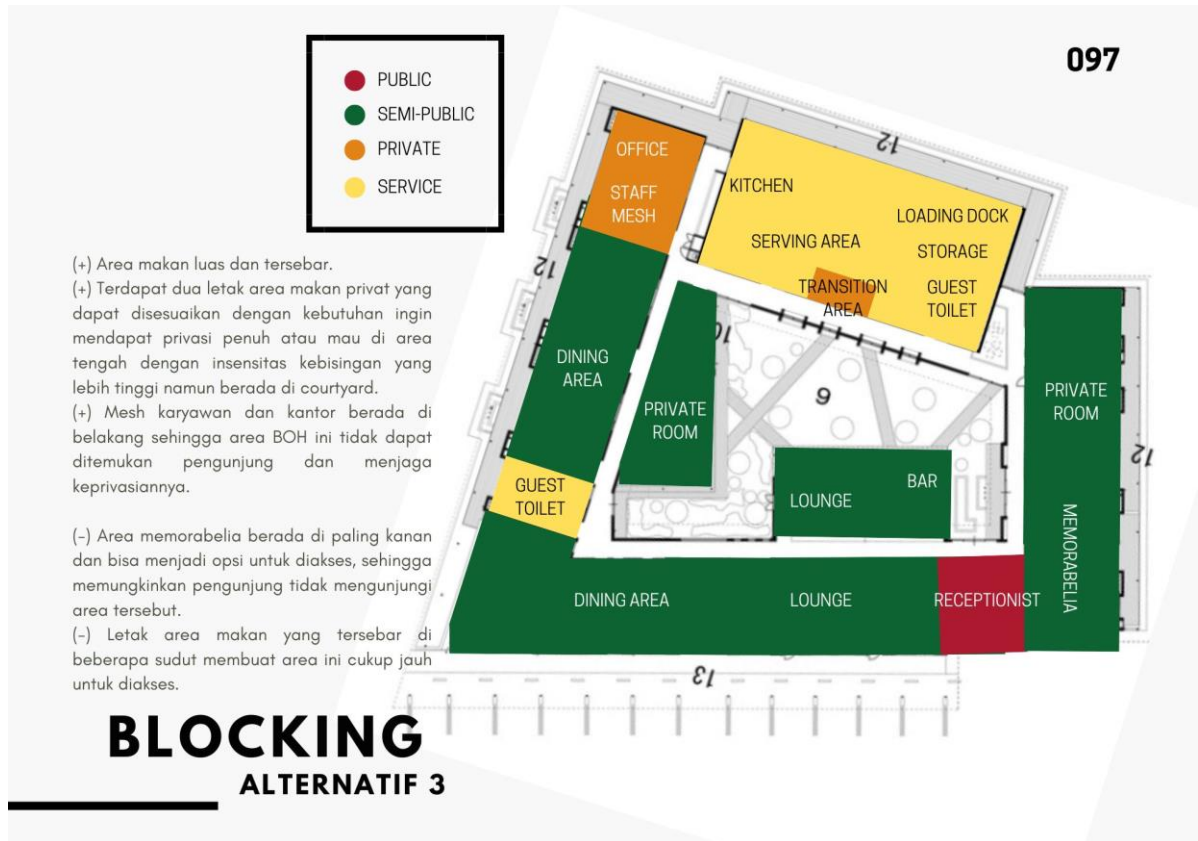 097
PUBLIC
SEMI-PUBLIC
PRIVATE
SERVICE
(+) Area makan luas dan tersebar.
(+) Terdapat dua letak area makan privat yang
dapat disesuaikan dengan kebutuhan ingin
mendapat privasi penuh atau mau di area
tengah dengan insensitas kebisingan yang
lebih tinggi namun berada di courtyard.
(+) Mesh karyawan dan kantor berada di
belakang sehingga area BOH ini tidak dapat
ditemukan pengunjung dan menjaga
keprivasiannya.
(-) Area memorabelia berada di paling kanan
dan bisa menjadi opsi untuk diakses, sehingga
memungkinkan pengunjung tidak mengunjungi
area tersebut.
(-) Letak area makan yang tersebar di
beberapa sudut membuat area ini cukup jauh
untuk diakses.
BLOCKING
ALTERNATIF 3
OFFICE
STAFF
MESH
12
KITCHEN
LOADING DOCK
SERVING AREA
STORAGE
TRANSITION
AREA
GUEST
TOILET
12
DINING
AREA
10
PRIVATE
ROOM
9
PRIVATE
ROOM
12
GUEST
TOILET
LOUNGE
BAR
MEMORABELIA
DINING AREA
LOUNGE
RECEPTIONIST
13